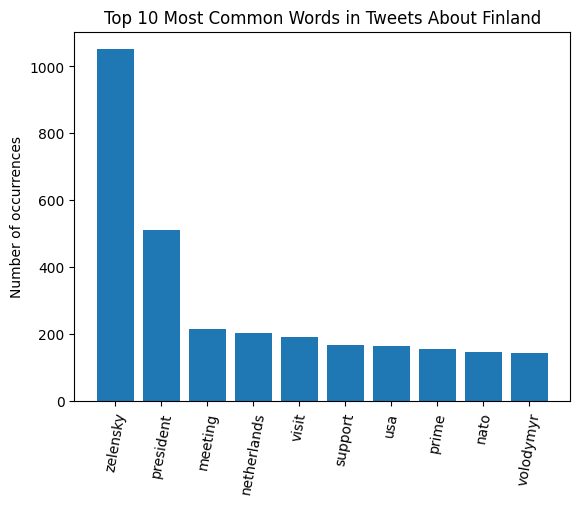 Top 10 Most Common Words in Tweets About Finland
Number of occurrences
1000
800
600
400
200
0
zelensky
president
meeting
netherlands
visit
support
usa
prime
nato
volodymyr